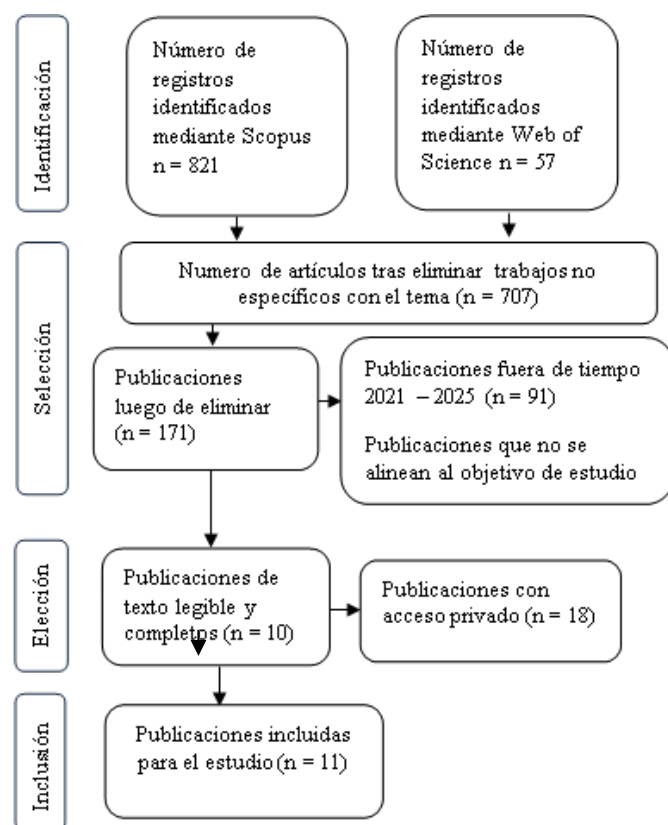 Identificación
Número de
registros
identificados
mediante Scopus
n = 821
Número de
registros
identificados
mediante Web of
Science n = 57
Selección
Numero de artículos tras eliminar trabajos no
específicos con el tema (n = 707)
Publicaciones
luego de eliminar
(n = 171)
Publicaciones fuera de tiempo
2021 – 2025 (n = 91)
Publicaciones que no se
alinean al objetivo de estudio
Elección
Publicaciones de
texto legible y
completos (n = 10)
Publicaciones con
acceso privado (n = 18)
Inclusión
Publicaciones incluidas
para el estudio (n = 11)